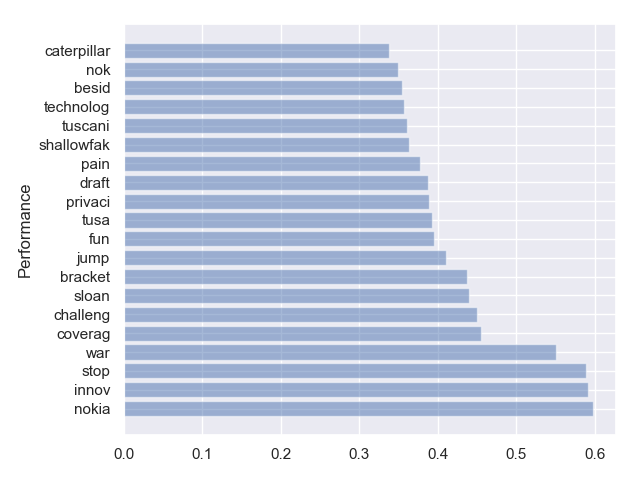 caterpillar
nok
besid
technolog
tuscani
shallowfak
pain
draft
privaci
tusa
fun
jump
bracket
sloan
challeng
coverag
war
stop
innov
nokia
Performance
0.0 0.1 0.2 0.3 0.4 0.5 0.6